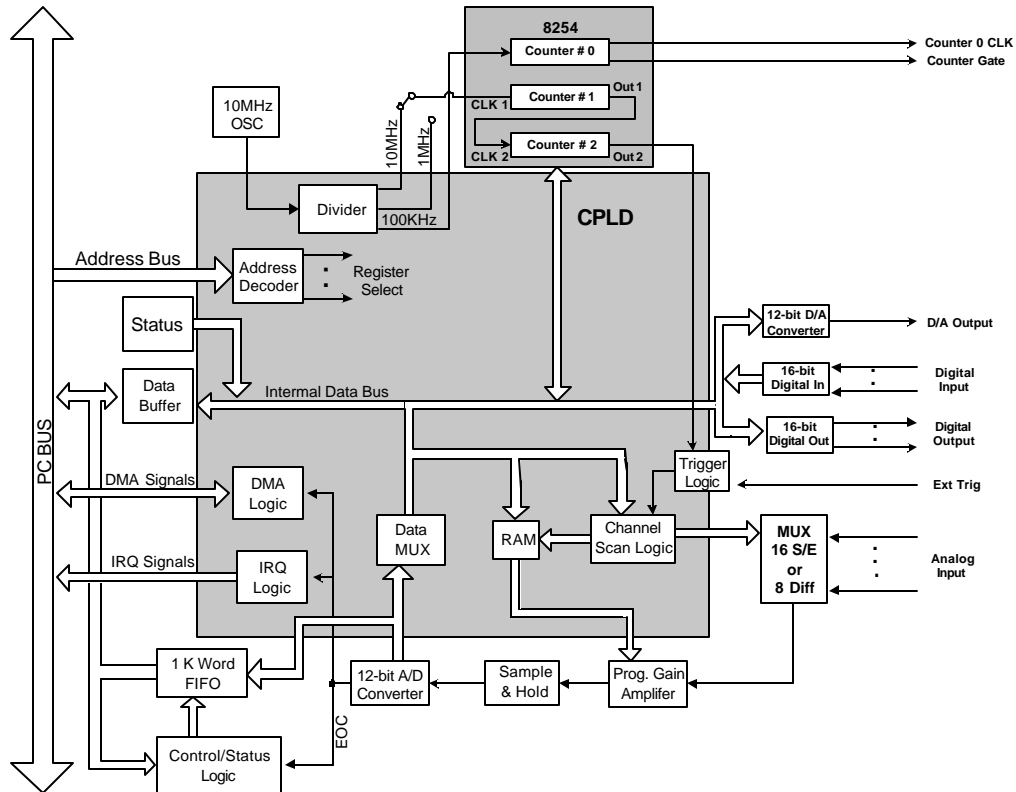 8254
Counter # 0
Counter 0 CLK
Counter Gate
10MHz
OSC
10MHz
1MHz
CLK 1
Counter # 1
Out 1
CLK 2
Counter # 2
Out 2
Divider
100KHz
CPLD
Address Bus
Address
Decoder
Register
Select
Status
12-bit D/A
Converter
D/A Output
Data
Buffer
Internal Data Bus
16-bit
Digital In
Digital
Input
16-bit
Digital Out
Digital
Output
PC BUS
DMA Signals
DMA
Logic
Trigger
Logic
Ext Trig
Data
MUX
RAM
Channel
Scan Logic
MUX
16 S/E
or
8 Diff
Analog
Input
IRQ Signals
IRQ
Logic
1 K Word
FIFO
12-bit A/D
Converter
Sample
& Hold
Prog. Gain
Amplifer
EOC
Control/Status
Logic